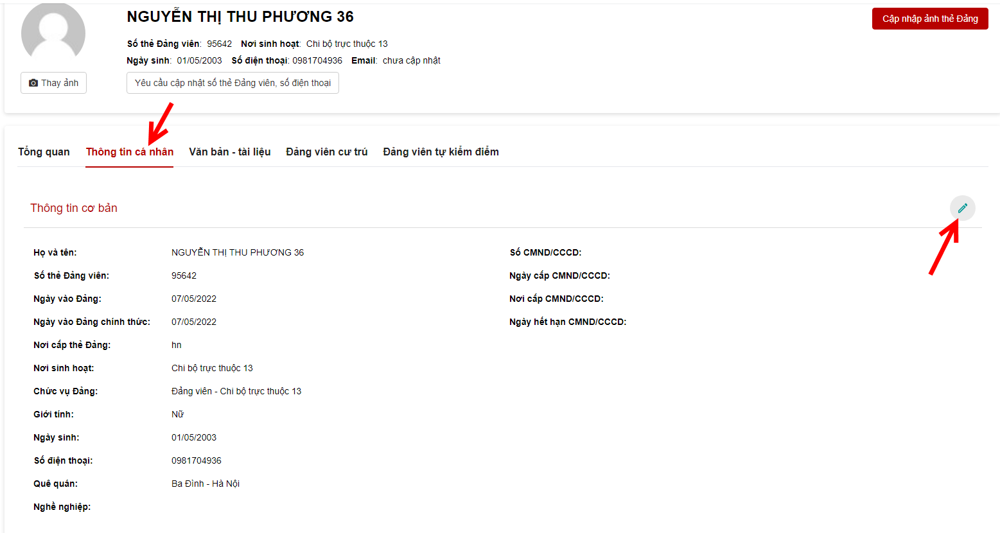 NGUYỄN THỊ THU PHƯƠNG 36
Cập nhập ảnh thẻ Đảng
Số thẻ Đảng viên: 95642 Nơi sinh hoạt: Chi bộ trực thuộc 13
Ngày sinh: 01/05/2003 Số điện thoại: 0981704936 Email: chưa cập nhật
Thay ảnh
Yêu cầu cập nhật số thẻ Đảng viên, số điện thoại
Tổng quan Thông tin cá nhân Văn bản - tài liệu Đảng viên cư trú Đảng viên tự kiểm điểm
Thông tin cơ bản
Họ và tên: NGUYỄN THỊ THU PHƯƠNG 36 Số CMND/CCCD:
Số thẻ Đảng viên: 95642 Ngày cấp CMND/CCCD:
Ngày vào Đảng: 07/05/2022 Nơi cấp CMND/CCCD:
Ngày vào Đảng chính thức: 07/05/2022 Ngày hết hạn CMND/CCCD:
Nơi cấp thẻ Đảng: hn
Nơi sinh hoạt: Chi bộ trực thuộc 13
Chức vụ Đảng: Đảng viên - Chi bộ trực thuộc 13
Giới tính: Nữ
Ngày sinh: 01/05/2003
Số điện thoại: 0981704936
Quê quán: Ba Đình - Hà Nội
Nghề nghiệp: